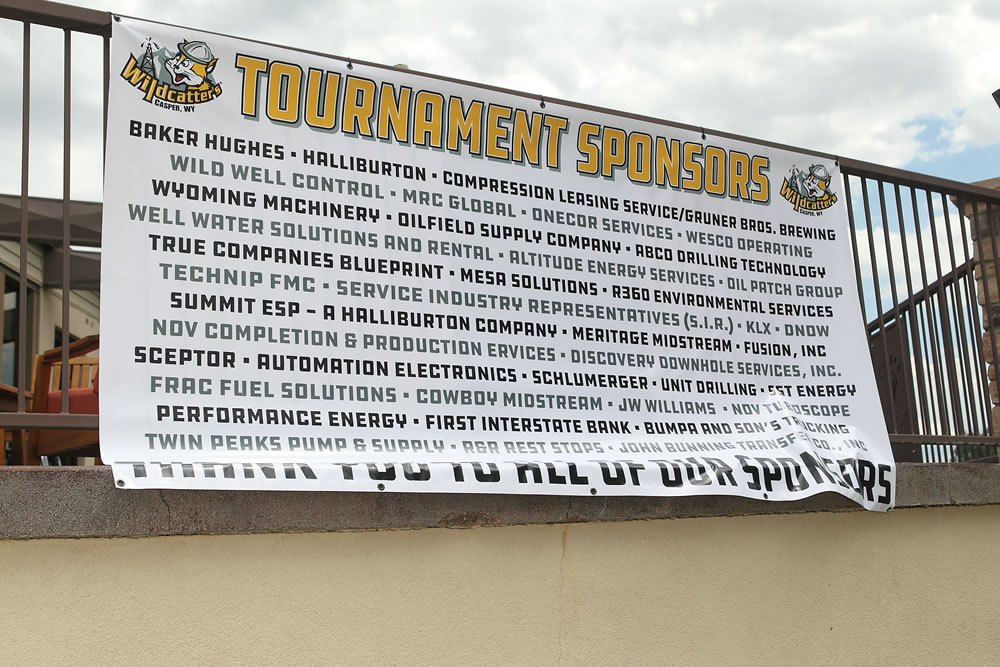 Wildcatter's
CASPER, WY
TOURNAMENT SPONSORS
Wildcatter's
CASPER, WY
BAKER HUGHES • HALLIBURTON • COMPRESSION LEASING SERVICE/GRUNER BROS. BREWING
WILD WELL CONTROL • MRC GLOBAL • ONECOR SERVICES • WESCO OPERATING
WYOMING MACHINERY • OILFIELD SUPPLY COMPANY • ABCO DRILLING TECHNOLOGY
WELL WATER SOLUTIONS AND RENTAL • ALTITUDE ENERGY SERVICES • OIL PATCH GROUP
TRUE COMPANIES BLUEPRINT • MESA SOLUTIONS • R360 ENVIRONMENTAL SERVICES
TECHNIP FMC • SERVICE INDUSTRY REPRESENTATIVES (S.I.R.) • KLX • DNOW
SUMMIT ESP – A HALLIBURTON COMPANY • MERITAGE MIDSTREAM • FUSION, INC
NOV COMPLETION & PRODUCTION ERVICES • DISCOVERY DOWNHOLE SERVICES, INC.
SCEPTOR • AUTOMATION ELECTRONICS • SCHLUMERGER • UNIT DRILLING • FST ENERGY
FRAC FUEL SOLUTIONS • COWBOY MIDSTREAM • JW WILLIAMS • NOV
PERFORMANCE ENERGY • FIRST INTERSTATE BANK • BUMPA AND SON'S
TWIN PEAKS PUMP & SUPPLY • A&R REST STOPS • JOHN BUNNING CO., INC
THANK YOU TO ALL OF OUR SPONSORS